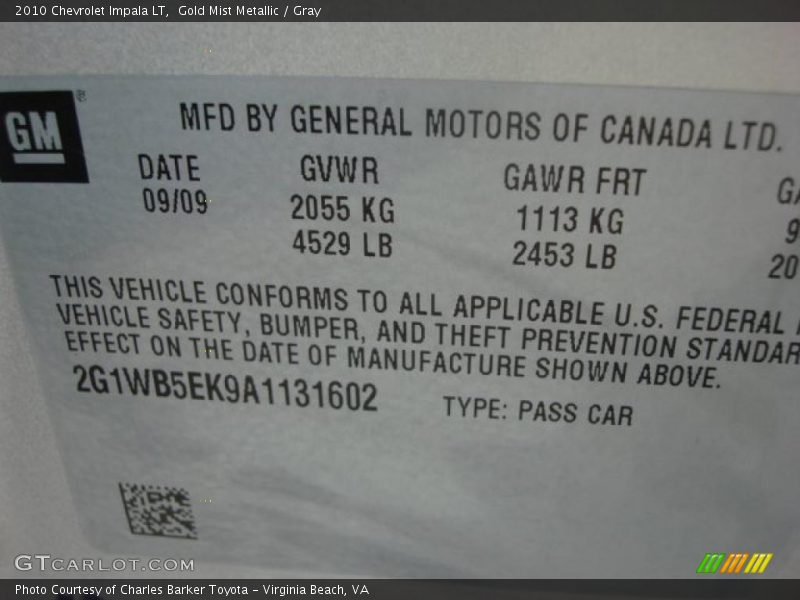 2010 Chevrolet Impala LT,  Gold Mist Metallic / Gray
GM®
MFD BY GENERAL MOTORS OF CANADA LTD.
DATE GVWR GAWR FRT GA
09/09 2055 KG 1113 KG 9
4529 LB 2453 LB 20
THIS VEHICLE CONFORMS TO ALL APPLICABLE U.S. FEDERAL
VEHICLE SAFETY, BUMPER, AND THEFT PREVENTION STANDAR
EFFECT ON THE DATE OF MANUFACTURE SHOWN ABOVE.
2G1WB5EK9A1131602 TYPE: PASS CAR
GTCARLOT.COM
Photo Courtesy of Charles Barker Toyota – Virginia Beach, VA